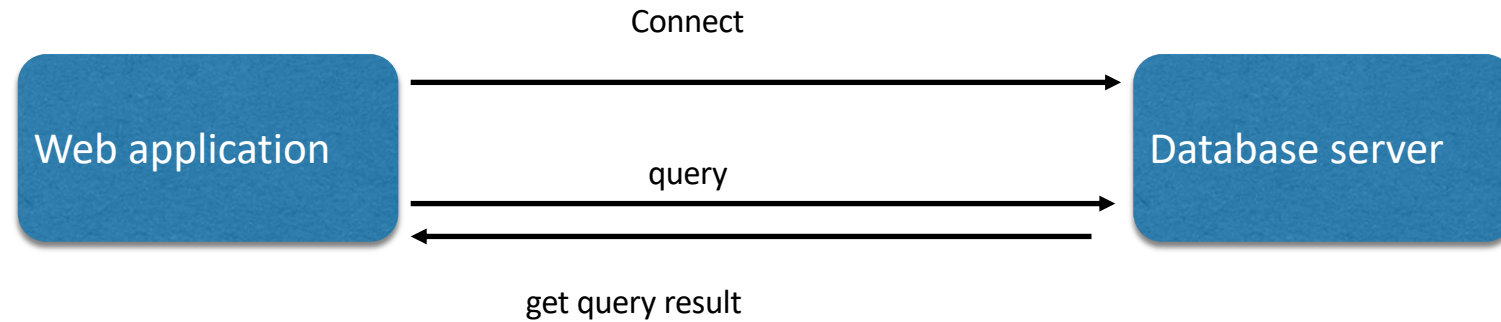 Connect
Web application
Database server
query
get query result